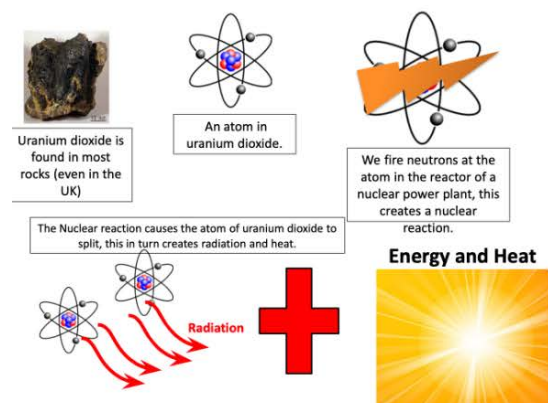 Uranium dioxide is
found in most
rocks (even in the
UK)
An atom in
uranium dioxide.
We fire neutrons at the
atom in the reactor of a
nuclear power plant, this
creates a nuclear
reaction.
The Nuclear reaction causes the atom of uranium dioxide to
split, this in turn creates radiation and heat.
Radiation
Energy and Heat